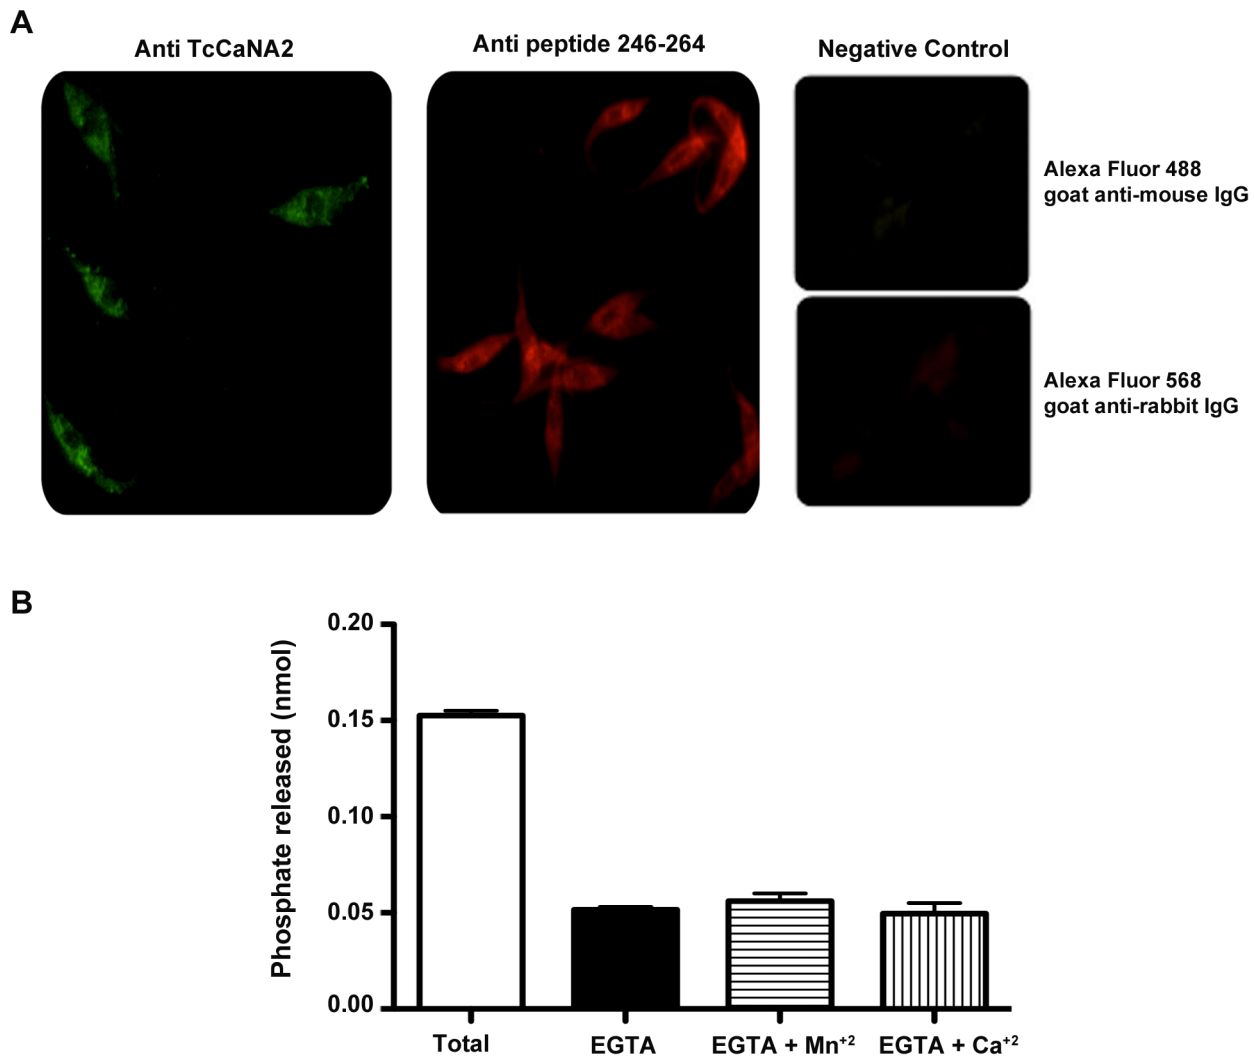 A
Anti TcCaNA2
Anti peptide 246-264
Negative Control
Alexa Fluor 488
goat anti-mouse IgG
Alexa Fluor 568
goat anti-rabbit IgG
B
Phosphate released (nmol)
0.20
0.15
0.10
0.05
0.00
Total
EGTA
EGTA + Mn⁺²
EGTA + Ca⁺²